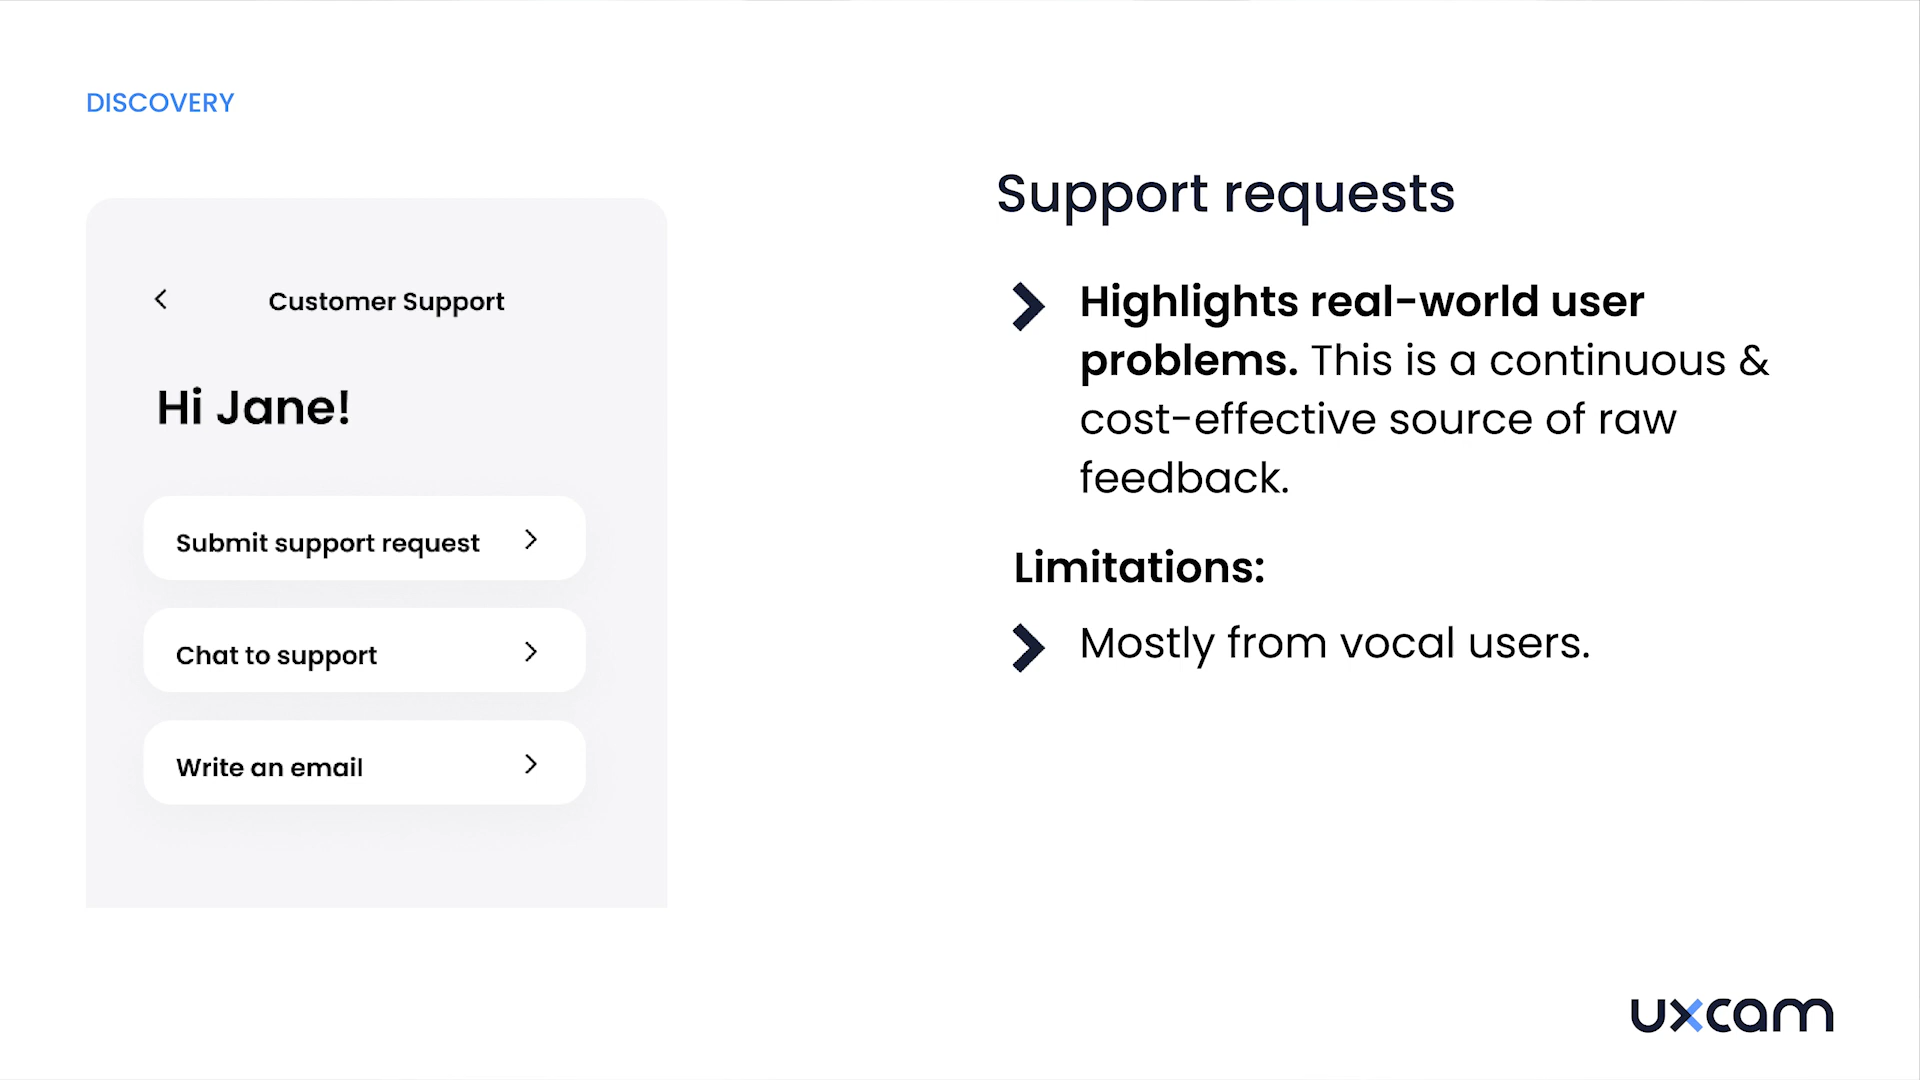 DISCOVERY
Customer Support
Hi Jane!
Submit support request
Chat to support
Write an email
Support requests
Highlights real-world user
problems. This is a continuous &
cost-effective source of raw
feedback.
Limitations:
Mostly from vocal users.
uxcam